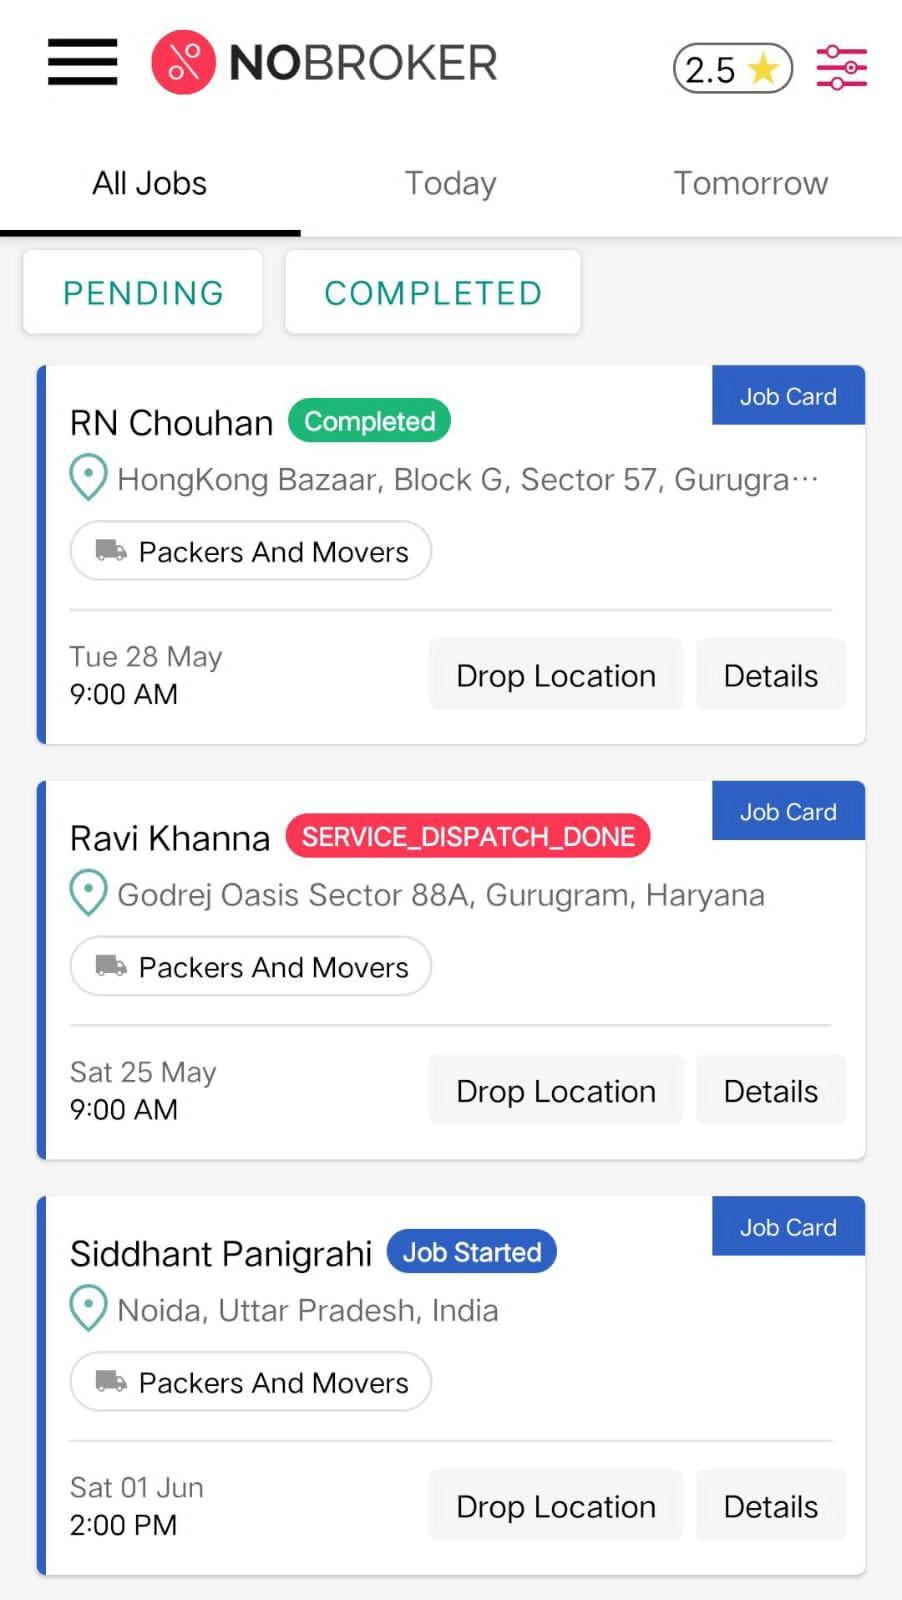 NOBROKER
2.5
All Jobs Today Tomorrow
PENDING COMPLETED
Job Card
RN Chouhan Completed
HongKong Bazaar, Block G, Sector 57, Gurugra...
Packers And Movers
Tue 28 May
9:00 AM
Drop Location Details
Job Card
Ravi Khanna SERVICE_DISPATCH_DONE
Godrej Oasis Sector 88A, Gurugram, Haryana
Packers And Movers
Sat 25 May
9:00 AM
Drop Location Details
Job Card
Siddhant Panigrahi Job Started
Noida, Uttar Pradesh, India
Packers And Movers
Sat 01 Jun
2:00 PM
Drop Location Details